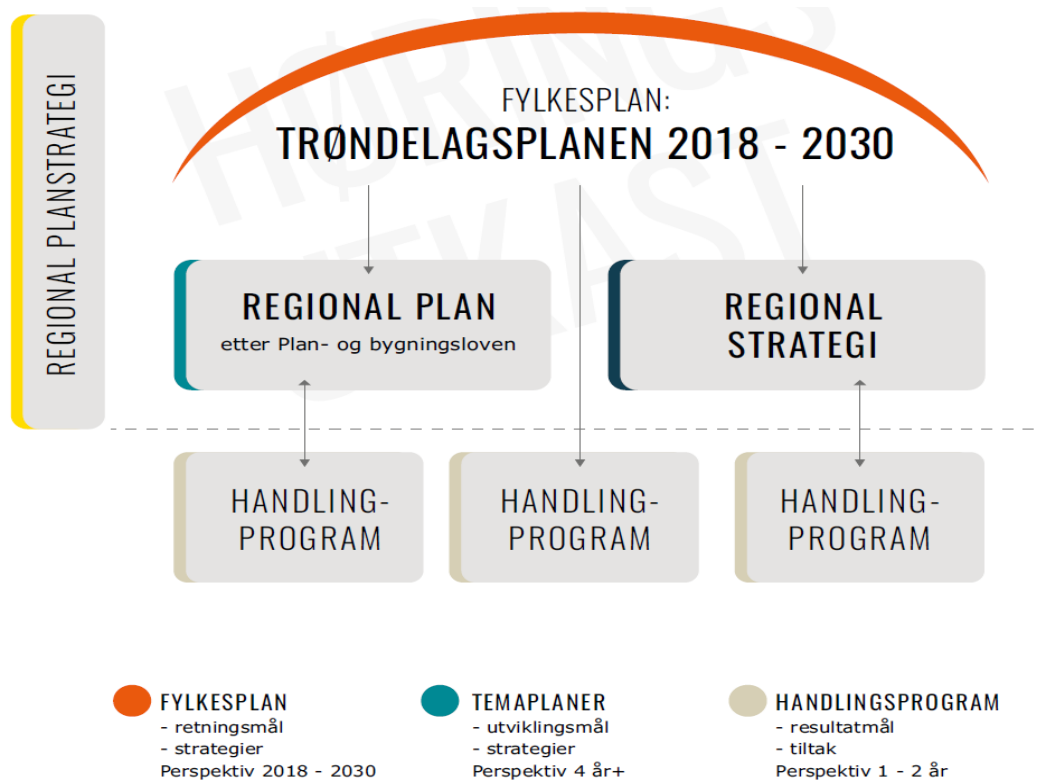 REGIONAL PLANSTRATEGI
HØRINGS
UTKAST
FYLKESPLAN:
TRØNDELAGSPLANEN 2018 - 2030
REGIONAL PLAN
etter Plan- og bygningsloven
REGIONAL
STRATEGI
HANDLING-
PROGRAM
HANDLING-
PROGRAM
HANDLING-
PROGRAM
FYLKESPLAN
- retningsmål
- strategier
Perspektiv 2018 - 2030
TEMAPLANER
- utviklingsmål
- strategier
Perspektiv 4 år+
HANDLINGSPROGRAM
- resultatmål
- tiltak
Perspektiv 1 - 2 år